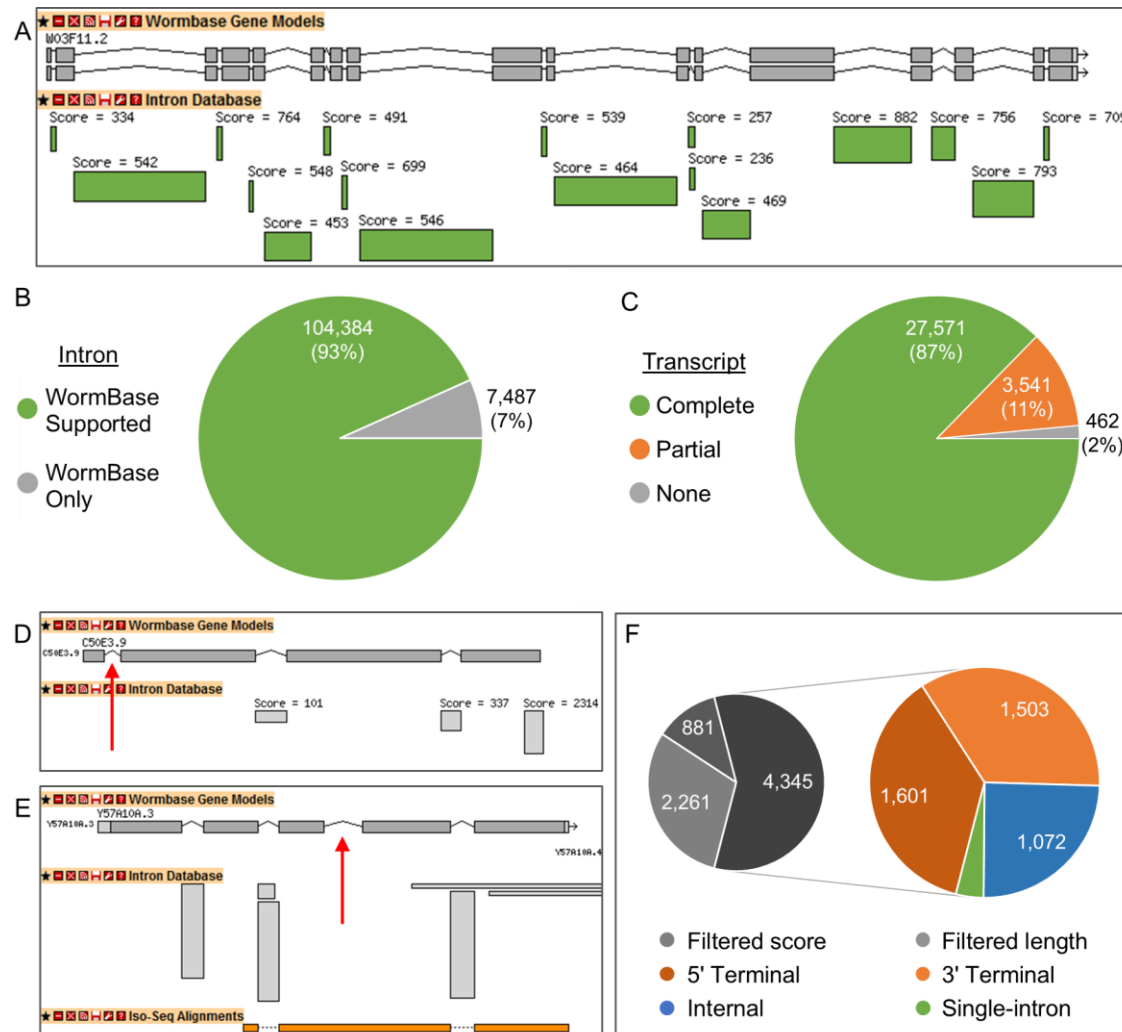 A
Wormbase Gene Models
W03F11.2
Intron Database
Score = 334
Score = 764
Score = 491
Score = 539
Score = 257
Score = 882
Score = 756
Score = 709
Score = 542
Score = 548
Score = 699
Score = 464
Score = 236
Score = 793
Score = 453
Score = 546
Score = 469
B
Intron
WormBase
Supported
WormBase
Only
104,384
(93%)
7,487
(7%)
C
Transcript
Complete
Partial
None
27,571
(87%)
3,541
(11%)
462
(2%)
D
Wormbase Gene Models
C50E3.9
C50E3.9
Intron Database
Score = 101
Score = 337
Score = 2314
E
Wormbase Gene Models
Y57A10A.3
Y57A10A.3
Y57A10A.4
Intron Database
Iso-Seq Alignments
F
881
2,261
4,345
1,503
1,601
1,072
Filtered score
Filtered length
5' Terminal
3' Terminal
Internal
Single-intron